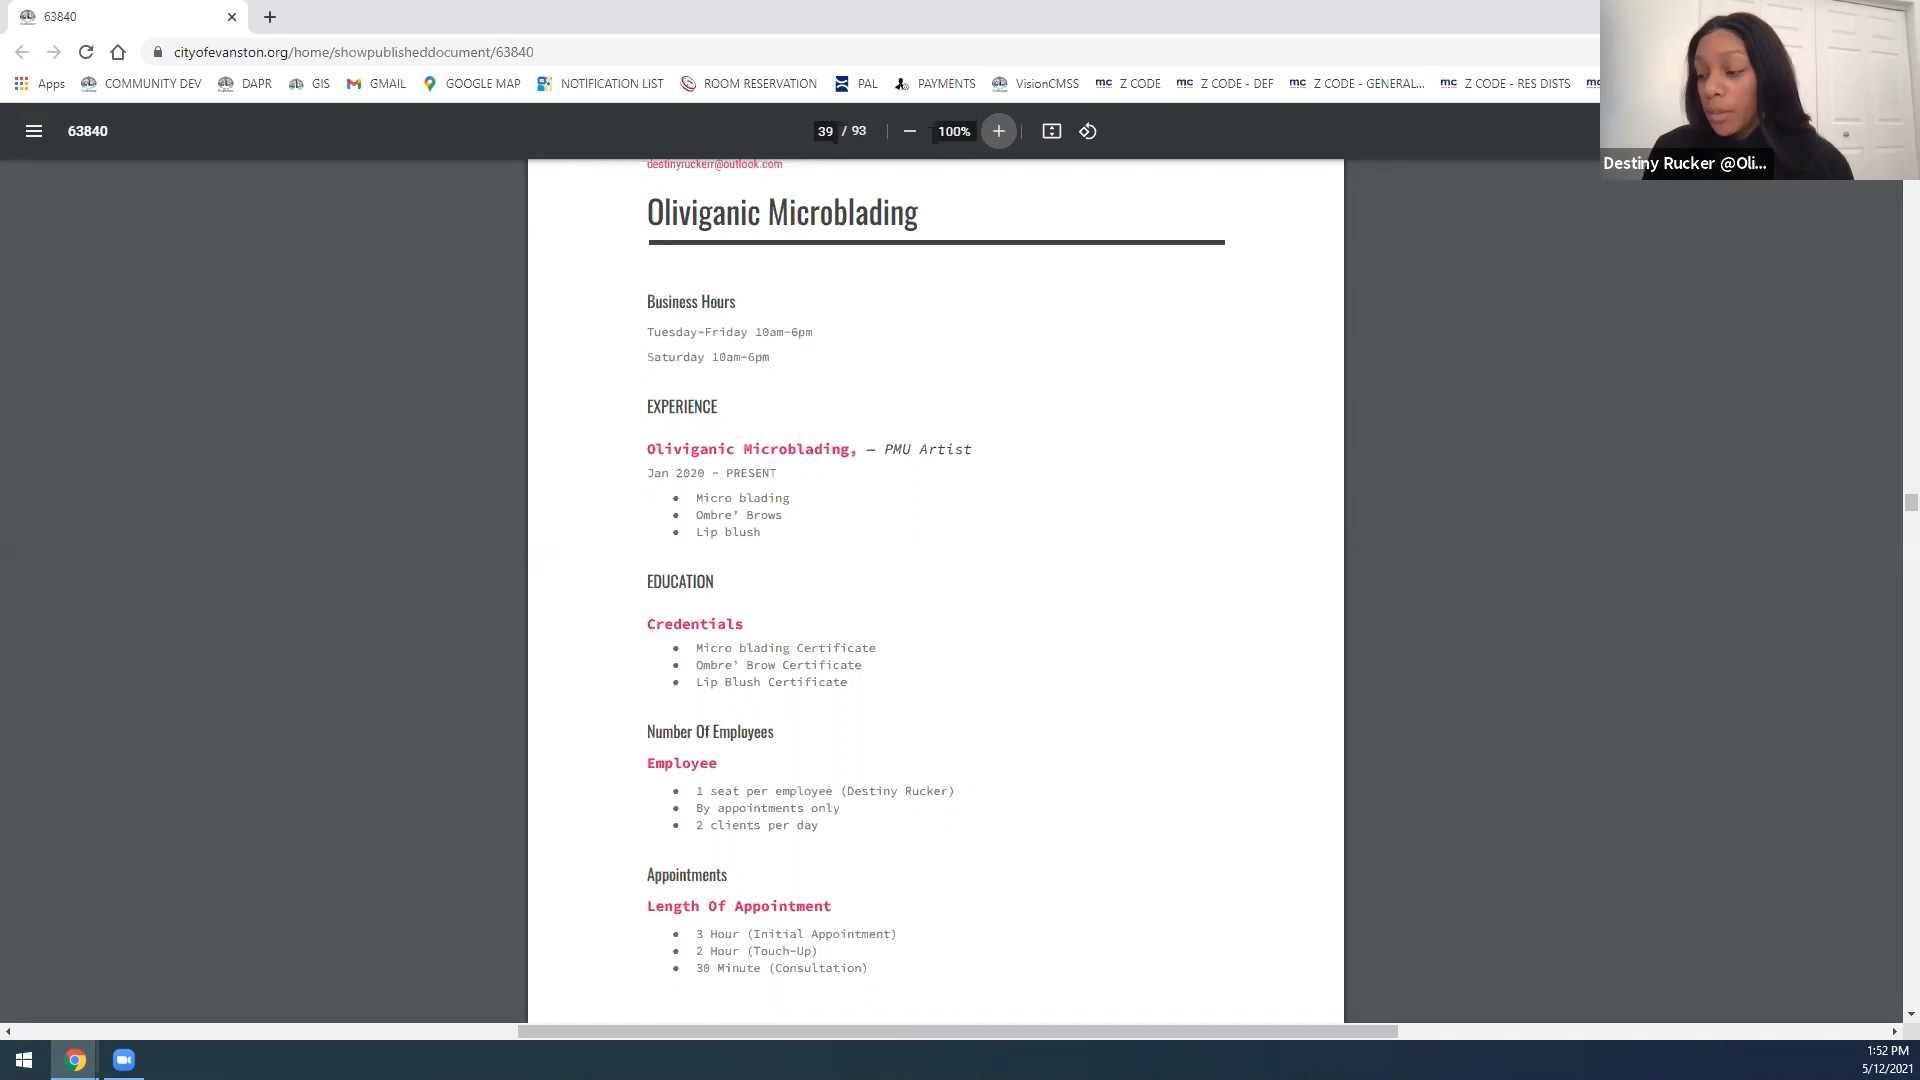 63840
cityofevanston.org/home/showpublisheddocument/63840
Apps COMMUNITY DEV DAPR GIS GMAIL GOOGLE MAP NOTIFICATION LIST ROOM RESERVATION PAL PAYMENTS VisionCMSS Z CODE Z CODE - DEF Z CODE - GENERAL... Z CODE - RES DISTS
63840 39 / 93 100%
Destiny Rucker @Oli...
destinyruckerr@outlook.com
Oliviganic Microblading
Business Hours
Tuesday-Friday 10am-6pm
Saturday 10am-6pm
EXPERIENCE
Oliviganic Microblading, — PMU Artist
Jan 2020 - PRESENT
● Micro blading
● Ombre’ Brows
● Lip blush
EDUCATION
Credentials
● Micro blading Certificate
● Ombre’ Brow Certificate
● Lip Blush Certificate
Number Of Employees
Employee
● 1 seat per employee (Destiny Rucker)
● By appointments only
● 2 clients per day
Appointments
Length Of Appointment
● 3 Hour (Initial Appointment)
● 2 Hour (Touch-Up)
● 30 Minute (Consultation)
1:52 PM
5/12/2021